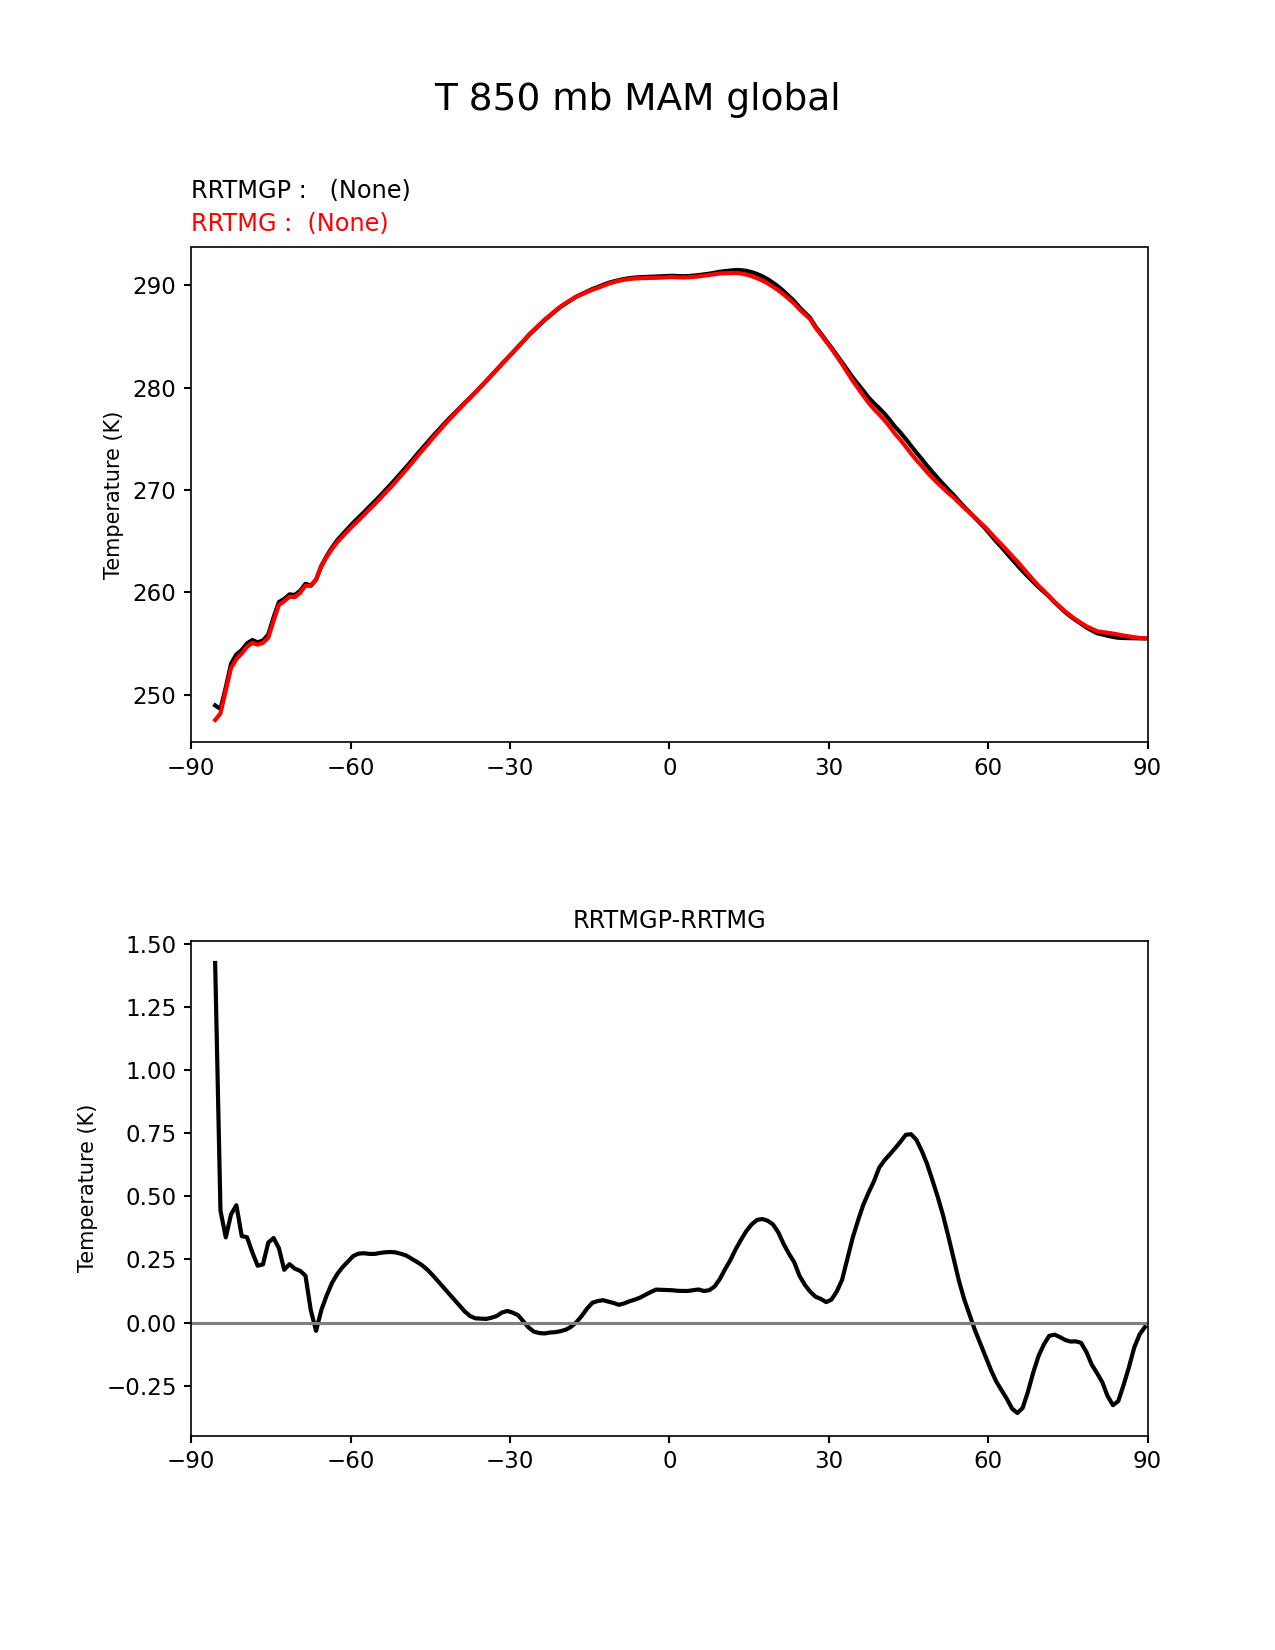 T 850 mb MAM global
RRTMGP :   (None)
RRTMG :  (None)
290
280
270
260
250
Temperature (K)
−90 −60 −30 0 30 60 90
RRTMGP-RRTMG
1.50
1.25
1.00
0.75
0.50
0.25
0.00
−0.25
Temperature (K)
−90 −60 −30 0 30 60 90